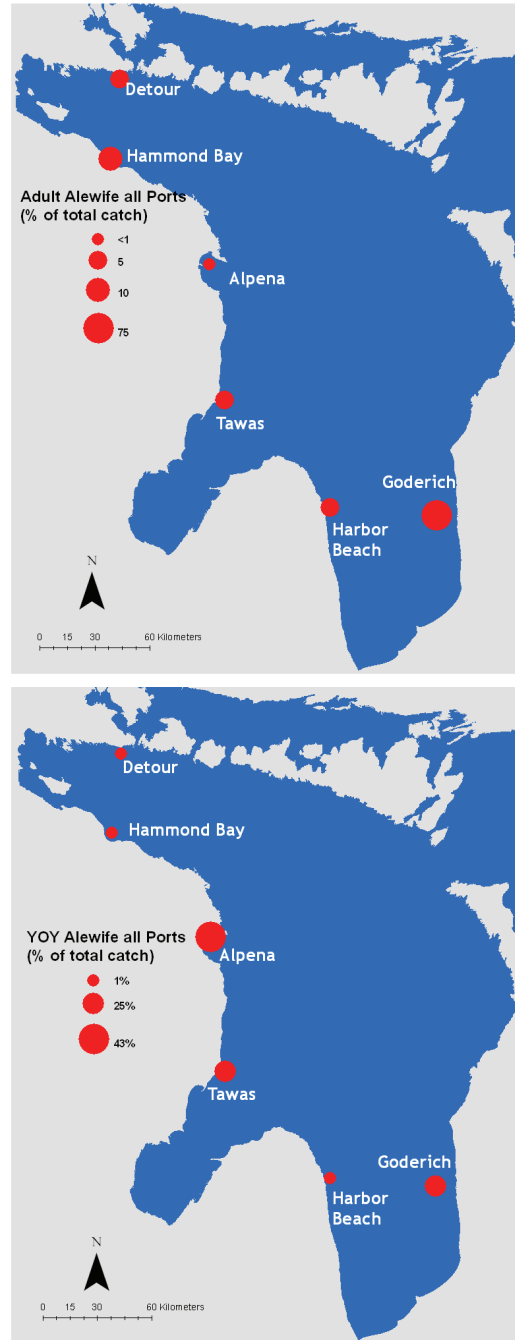 Detour
Hammond Bay
Adult Alewife all Ports
(% of total catch)
<1
5
10
75
Alpena
Tawas
Goderich
Harbor
Beach
N
0 15 30 60 Kilometers
Detour
Hammond Bay
YOY Alewife all Ports
(% of total catch)
1%
25%
43%
Alpena
Tawas
Goderich
Harbor
Beach
N
0 15 30 60 Kilometers